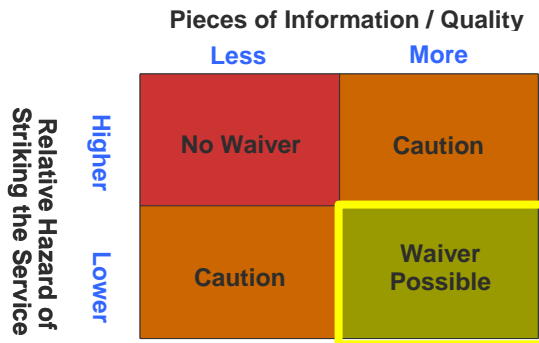 Pieces of Information / Quality
Less More
Relative Hazard of
Striking the Service
Higher
No Waiver
Caution
Lower
Caution
Waiver
Possible